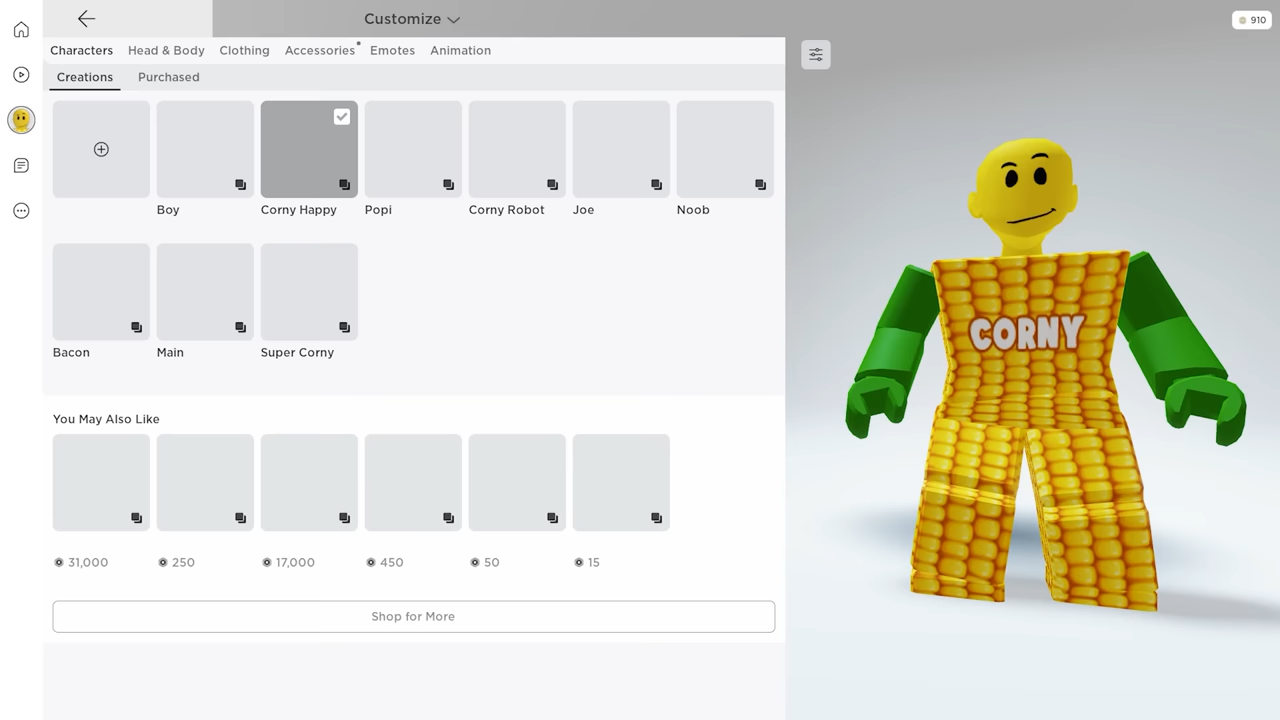 Customize
910
Characters Head & Body Clothing Accessories Emotes Animation
Creations Purchased
Boy Corny Happy Popi Corny Robot Joe Noob
Bacon Main Super Corny
You May Also Like
31,000 250 17,000 450 50 15
Shop for More
CORNY